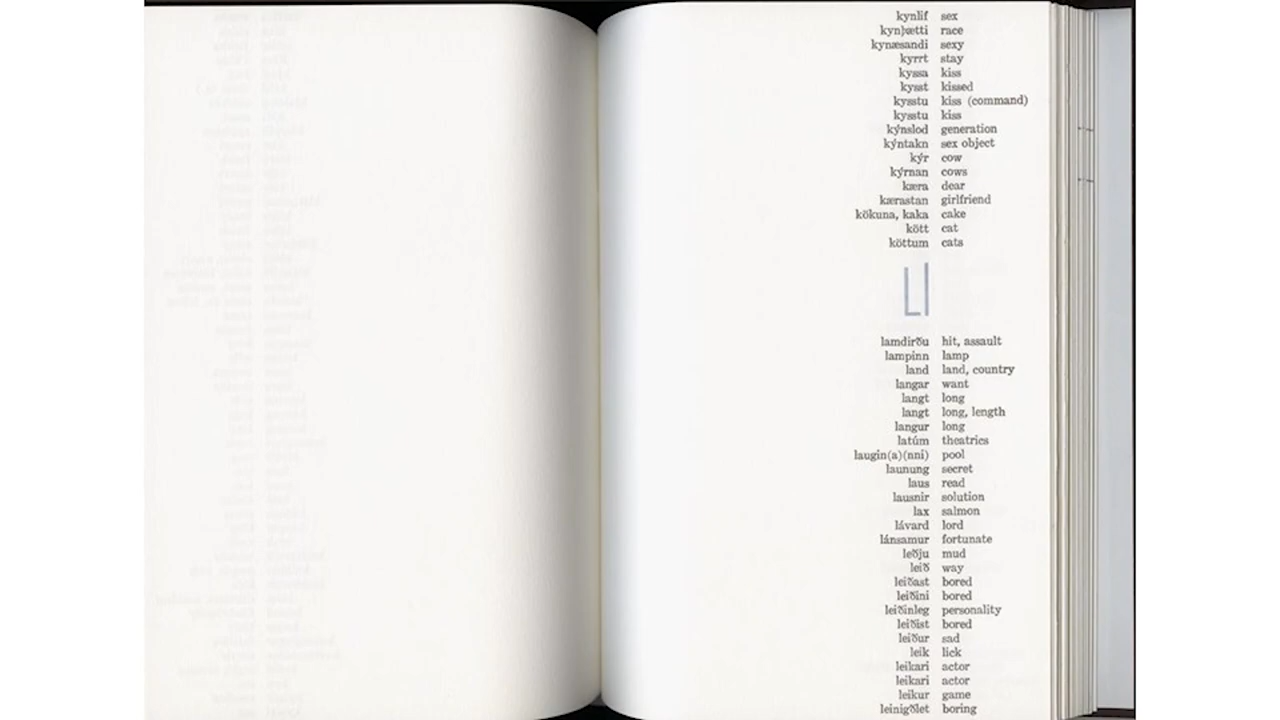 kynlif sex
kynþætti race
kynæsandi sexy
kyrrt stay
kyssa kiss
kysst kissed
kysstu kiss (command)
kysstu kiss
kýnslod generation
kýntakn sex object
kýr cow
kýrnan cows
kæra dear
kærastan girlfriend
kökuna, kaka cake
kött cat
köttum cats
Ll
lamdirðu hit, assault
lampinn lamp
land land, country
langar want
langt long
langt long, length
langur long
latúm theatrics
laugin(a)(nni) pool
launung secret
laus read
lausnir solution
lax salmon
lávard lord
lánsamur fortunate
leðju mud
leið way
leiðast bored
leiðini bored
leiðinleg personality
leiðist bored
leiður sad
leik lick
leikari actor
leikari actor
leikur game
leinigðlet boring